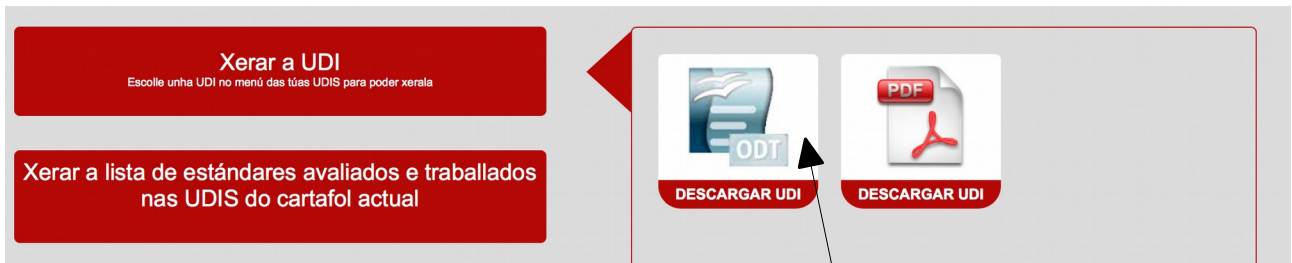 Xerar a UDI
Escolle unha UDI no menú das túas UDIS para poder xerala
Xerar a lista de estándares avaliados e traballados
nas UDIS do cartafol actual
ODT
DESCARGAR UDI
PDF
DESCARGAR UDI